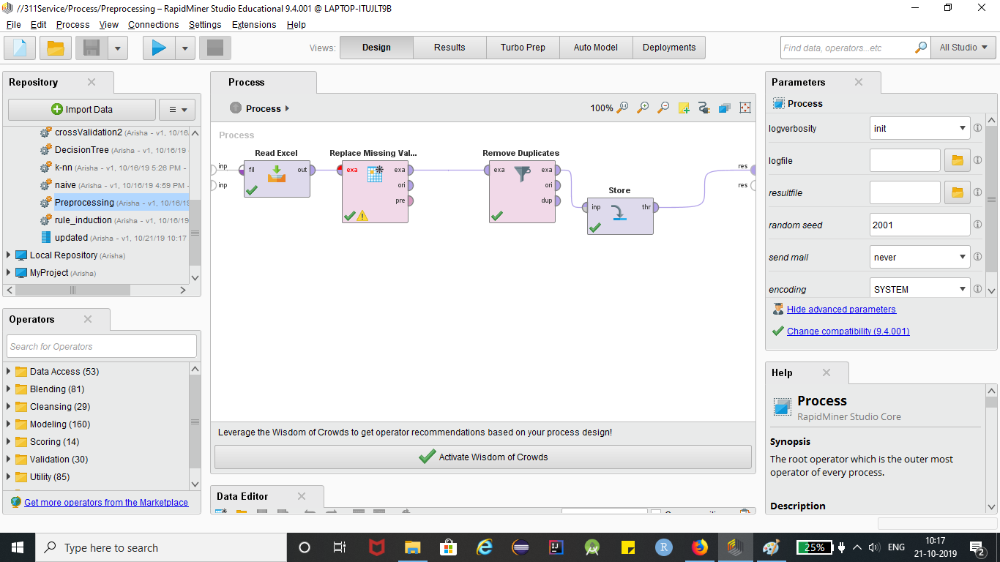 //311Service/Process/Preprocessing – RapidMiner Studio Educational 9.4.001 @ LAPTOP-ITUJLT9B
File Edit Process View Connections Settings Extensions Help
Views: Design Results Turbo Prep Auto Model Deployments
Find data, operators...etc
All Studio
Repository
Import Data
crossValidation2 (Arisha – v1, 10/16
DecisionTree (Arisha – v1, 10/16/19
k-nn (Arisha – v1, 10/16/19 5:26 PM –
naive (Arisha – v1, 10/16/19 4:59 PM –
Preprocessing (Arisha – v1, 10/16/19
rule_induction (Arisha – v1, 10/16/19
updated (Arisha – v1, 10/21/19 10:17
Local Repository (Arisha)
MyProject (Arisha)
Operators
Search for Operators
Data Access (53)
Blending (81)
Cleansing (29)
Modeling (160)
Scoring (14)
Validation (30)
Utility (85)
Get more operators from the Marketplace
Process
Process
100%
Process
inp
inp
Read Excel
fil out
Replace Missing Val...
exa exa
ori
pre
Remove Duplicates
exa exa
ori
dup
Store
inp thr
res
res
Leverage the Wisdom of Crowds to get operator recommendations based on your process design!
Activate Wisdom of Crowds
Data Editor
Parameters
Process
logverbosity init
logfile
resultfile
random seed 2001
send mail never
encoding SYSTEM
Hide advanced parameters
Change compatibility (9.4.001)
Help
Process
RapidMiner Studio Core
Synopsis
The root operator which is the outer most
operator of every process.
Description
Type here to search
25%
ENG
10:17
21-10-2019
2